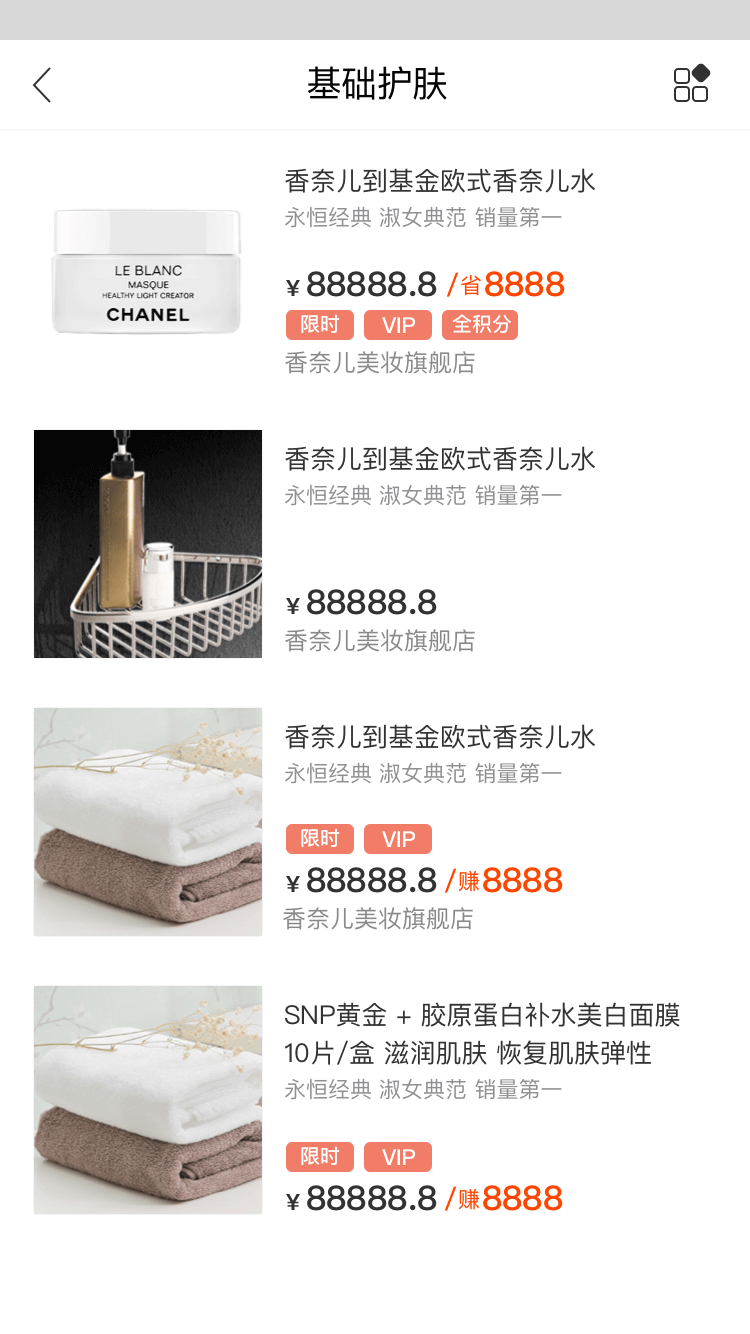 基础护肤
香奈儿到基金欧式香奈儿水
永恒经典 淑女典范 销量第一
LE BLANC
MASQUE
HEALTHY LIGHT CREATOR
CHANEL
¥ 88888.8 /省8888
限时 VIP 全积分
香奈儿美妆旗舰店
香奈儿到基金欧式香奈儿水
永恒经典 淑女典范 销量第一
¥ 88888.8
香奈儿美妆旗舰店
香奈儿到基金欧式香奈儿水
永恒经典 淑女典范 销量第一
限时 VIP
¥ 88888.8 /赚8888
香奈儿美妆旗舰店
SNP黄金 + 胶原蛋白补水美白面膜
10片/盒 滋润肌肤 恢复肌肤弹性
永恒经典 淑女典范 销量第一
限时 VIP
¥ 88888.8 /赚8888